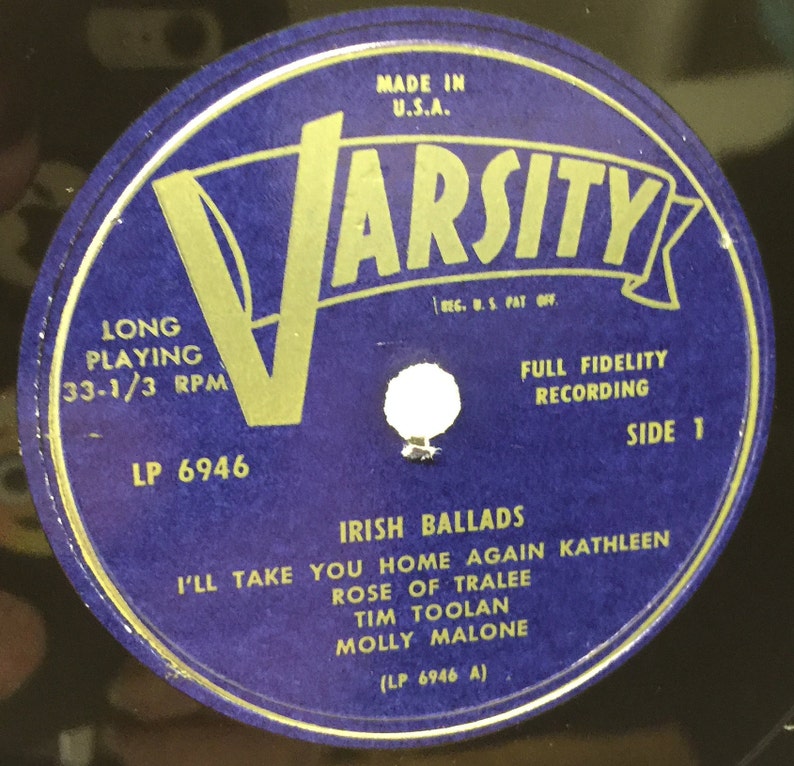 MADE IN
U.S.A.
VARSITY
REG. U.S. PAT OFF.
LONG
PLAYING
33-1/3 RPM
FULL FIDELITY
RECORDING
LP 6946
SIDE 1
IRISH BALLADS
I'LL TAKE YOU HOME AGAIN KATHLEEN
ROSE OF TRALEE
TIM TOOLAN
MOLLY MALONE
(LP 6946 A)